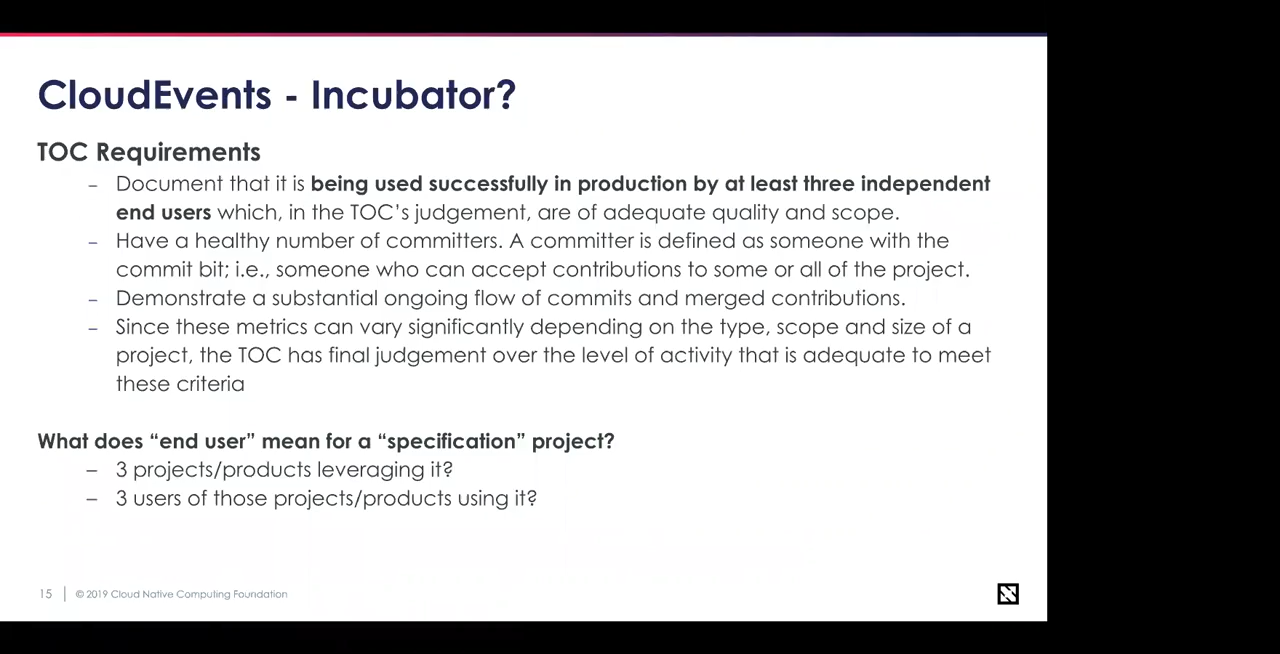 CloudEvents - Incubator?
TOC Requirements
– Document that it is being used successfully in production by at least three independent
end users which, in the TOC’s judgement, are of adequate quality and scope.
– Have a healthy number of committers. A committer is defined as someone with the
commit bit; i.e., someone who can accept contributions to some or all of the project.
– Demonstrate a substantial ongoing flow of commits and merged contributions.
– Since these metrics can vary significantly depending on the type, scope and size of a
project, the TOC has final judgement over the level of activity that is adequate to meet
these criteria
What does “end user” mean for a “specification” project?
– 3 projects/products leveraging it?
– 3 users of those projects/products using it?
15 | © 2019 Cloud Native Computing Foundation